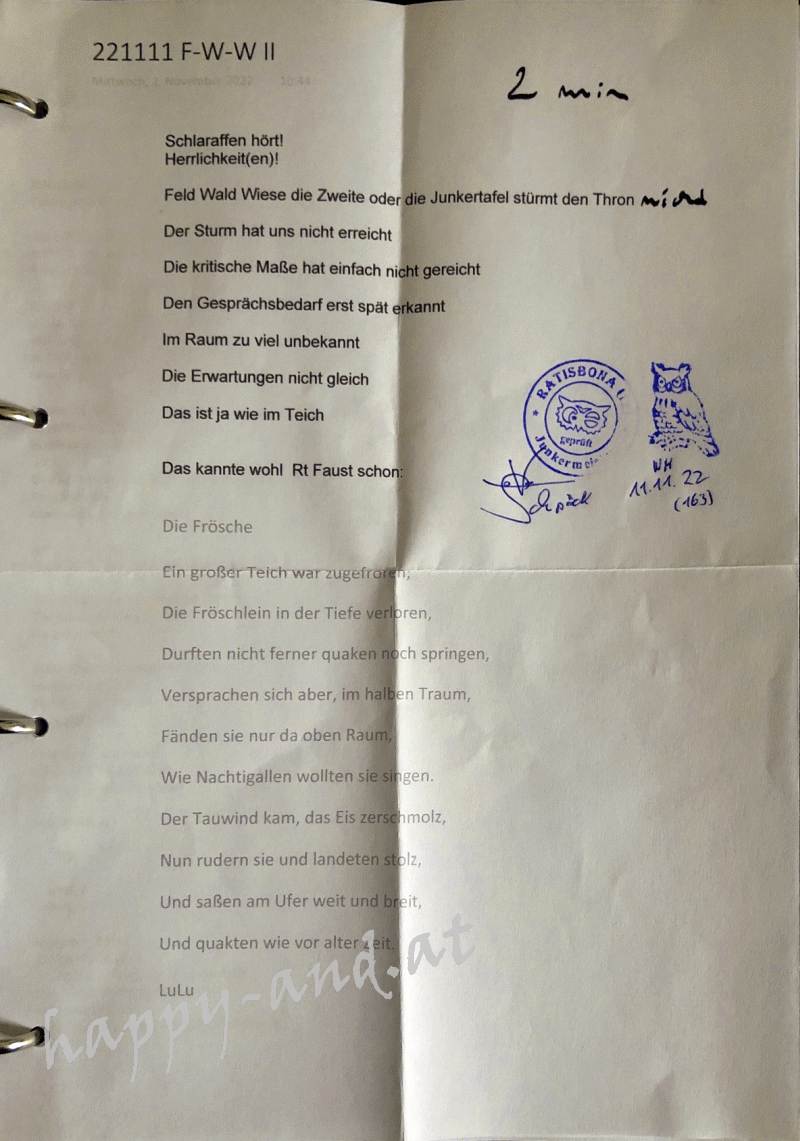 221111 F-W-W II
Mittwoch, 2. November 2022 10:44
2 min
Schlaraffen hört!
Herrlichkeit(en)!
Feld Wald Wiese die Zweite oder die Junkertafel stürmt den Thron nicht
Der Sturm hat uns nicht erreicht
Die kritische Maße hat einfach nicht gereicht
Den Gesprächsbedarf erst spät erkannt
Im Raum zu viel unbekannt
Die Erwartungen nicht gleich
Das ist ja wie im Teich
RATISBONA
geprüft
Junkermei
11.11.22
(163)
Das kannte wohl Rt Faust schon:
Die Frösche
Ein großer Teich war zugefroren;
Die Fröschlein in der Tiefe verloren,
Durften nicht ferner quaken noch springen,
Versprachen sich aber, im halben Traum,
Fänden sie nur da oben Raum,
Wie Nachtigallen wollten sie singen.
Der Tauwind kam, das Eis zerschmolz,
Nun rudern sie und landeten stolz,
Und saßen am Ufer weit und breit,
Und quakten wie vor alter Zeit.
LuLu
happy-and.at